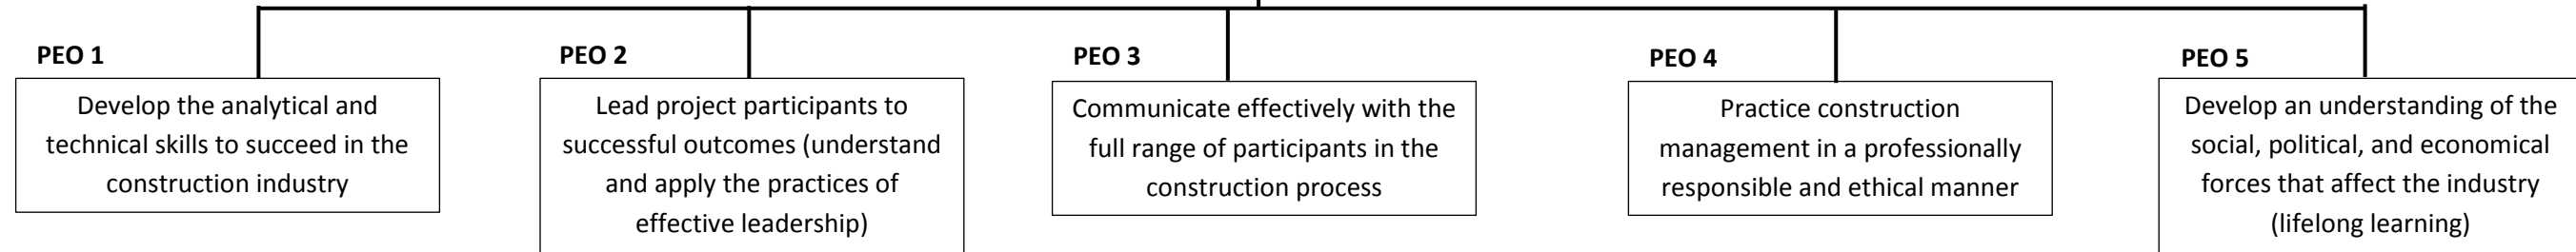 PEO 1
Develop the analytical and
technical skills to succeed in the
construction industry
PEO 2
Lead project participants to
successful outcomes (understand
and apply the practices of
effective leadership)
PEO 3
Communicate effectively with the
full range of participants in the
construction process
PEO 4
Practice construction
management in a professionally
responsible and ethical manner
PEO 5
Develop an understanding of the
social, political, and economical
forces that affect the industry
(lifelong learning)